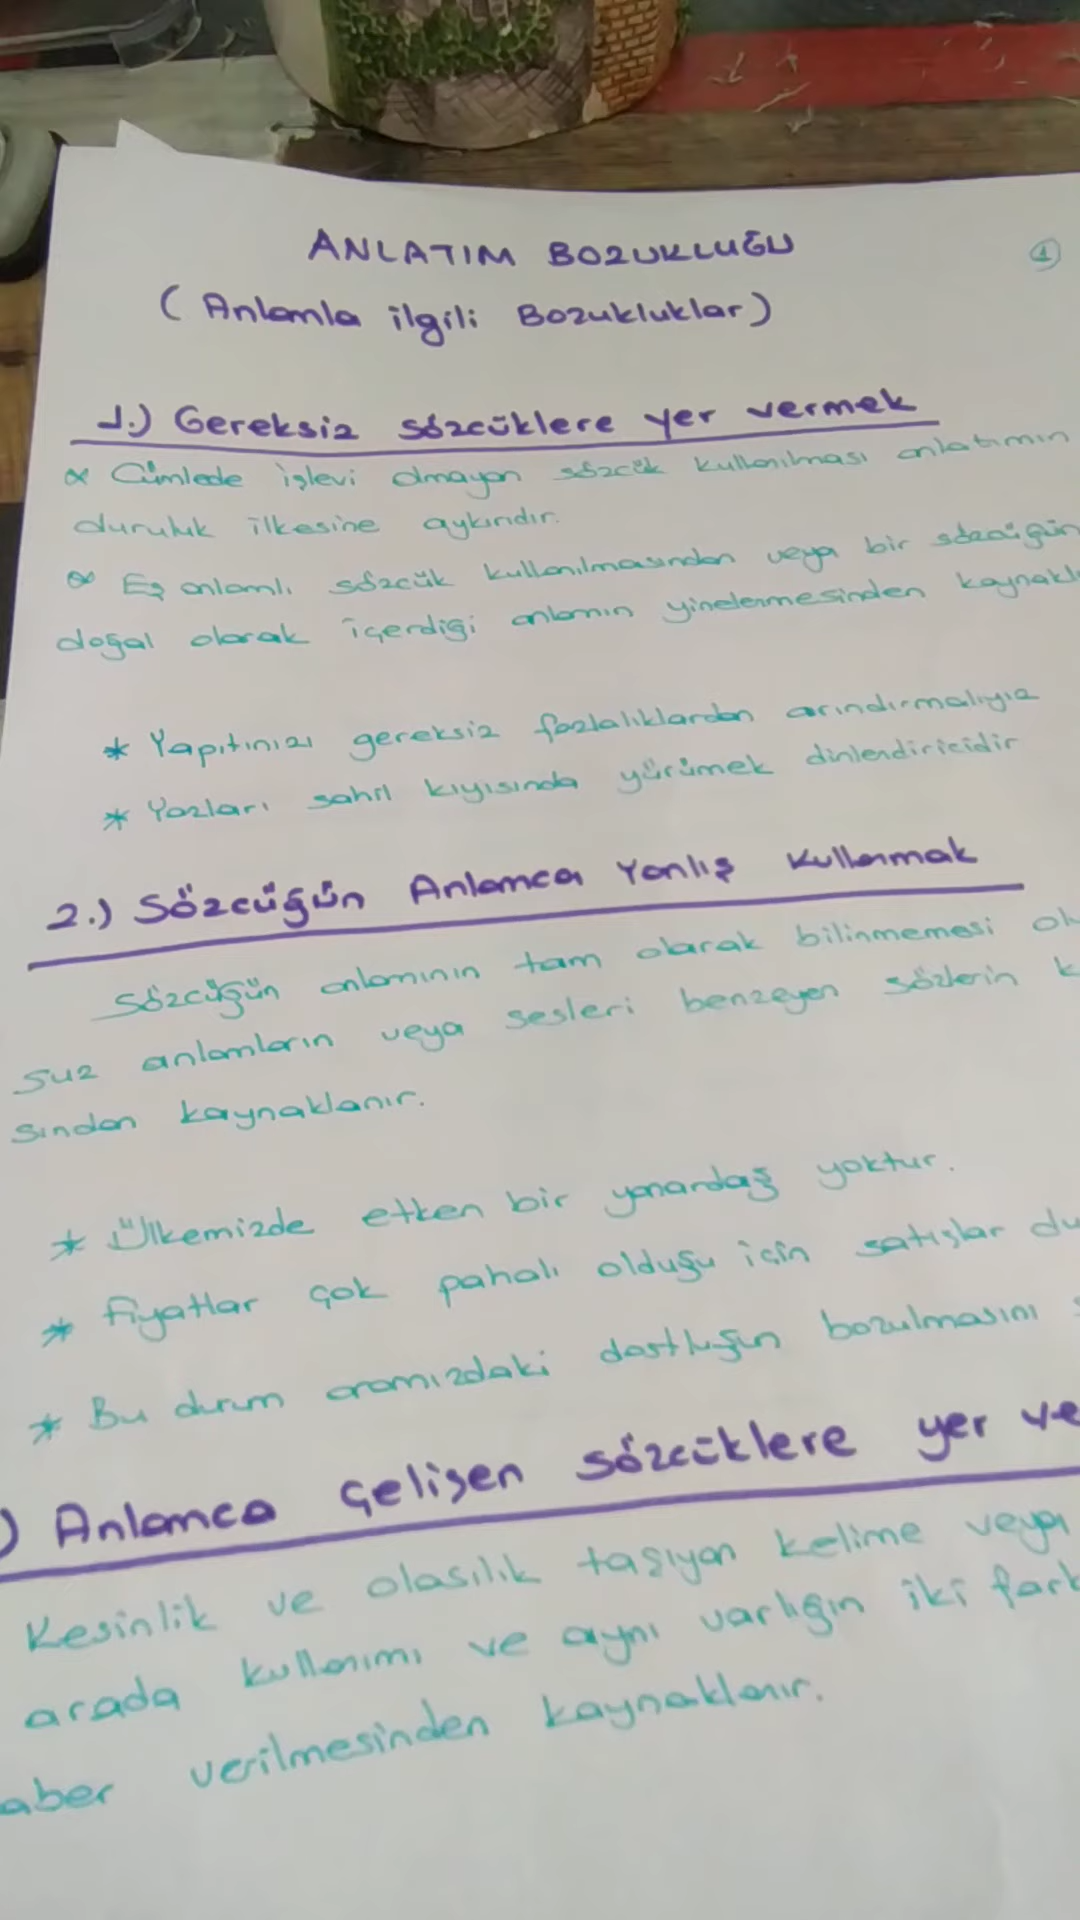 ANLATIM BOZUKLUĞU
1
(Anlamla ilgili Bozukluklar)
1.) Gereksiz sözcüklere yer vermek
Cümlede işlevi olmayan sözcük kullanılması anlatımın
duruluk ilkesine aykırıdır.
Eş anlamlı sözcük kullanılmasından veya bir sözcüğün
doğal olarak içerdiği anlamın yinelenmesinden
* Yapıtınızı gereksiz fazlalıklardan arındırmalıyız
* Yazları sahil kıyısında yürümek dinlendiricidir
2.) Sözcüğün Anlamca Yanlış Kullanmak
Sözcüğün anlamının tam olarak bilinmemesi
suz anlamların veya sesleri benzeyen sözlerin
sından kaynaklanır.
* Ülkemizde etken bir yanardağ yoktur.
* Fiyatlar çok pahalı olduğu için satışlar
* Bu durum aramızdaki dostluğun bozulmasını
) Anlamca Çelişen sözcüklere yer
Kesinlik ve olasılık taşıyan kelime veya
arada kullanımı ve aynı varlığın iki
aber verilmesinden kaynaklanır.